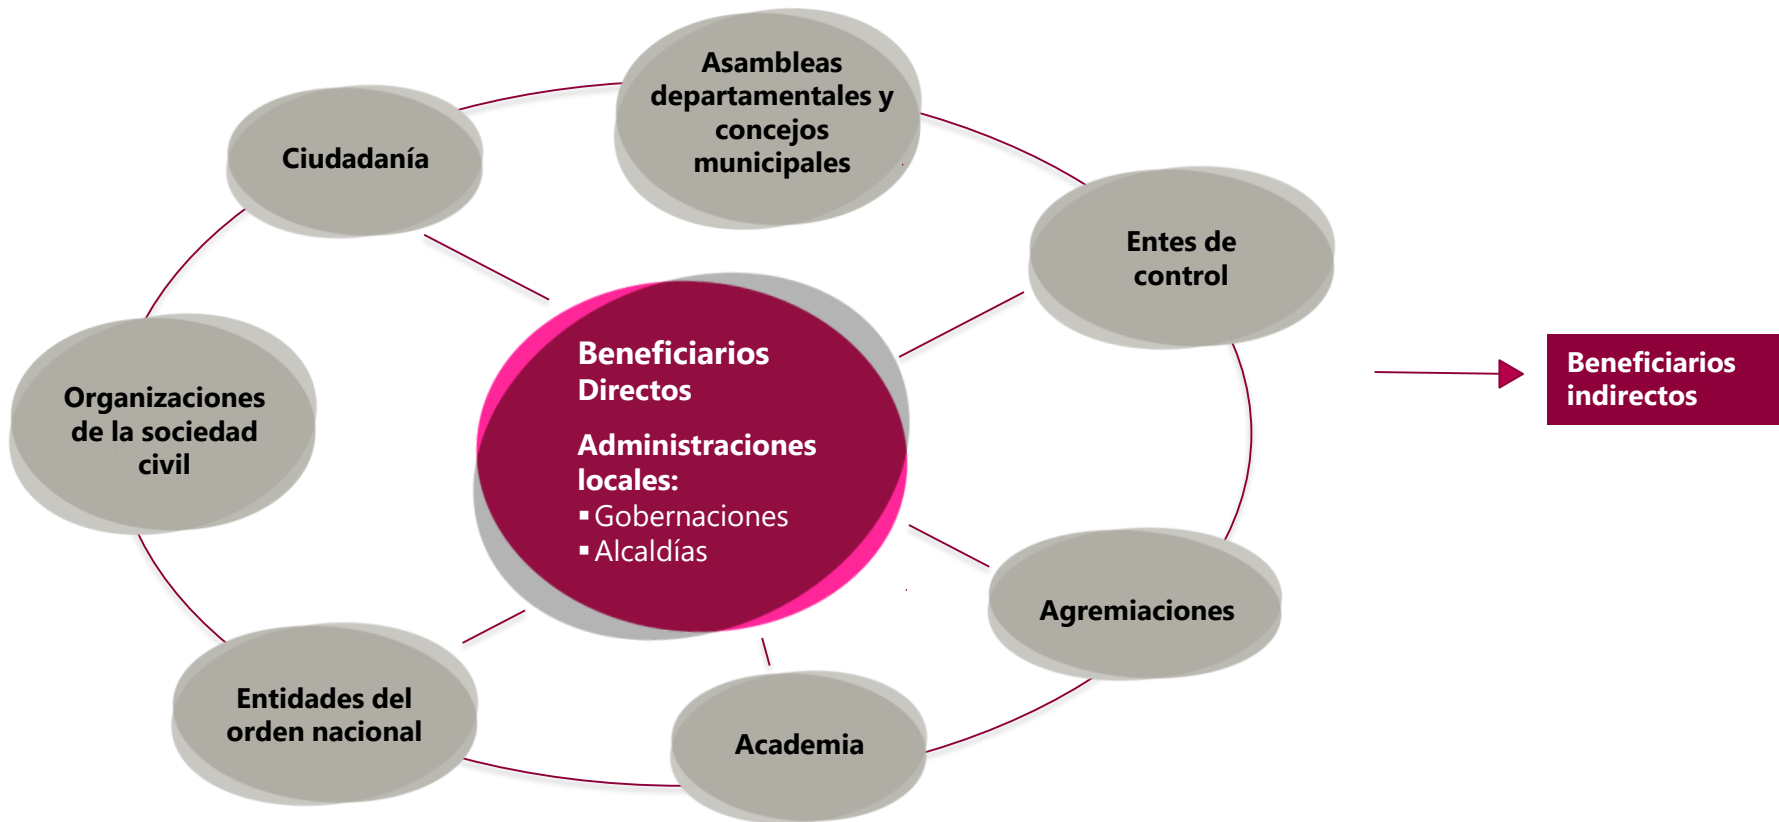 Asambleas
departamentales y
concejos
municipales
Ciudadanía
Entes de
control
Organizaciones
de la sociedad
civil
Beneficiarios
Directos
Administraciones
locales:
▪ Gobernaciones
▪ Alcaldías
Beneficiarios
indirectos
Agremiaciones
Entidades del
orden nacional
Academia